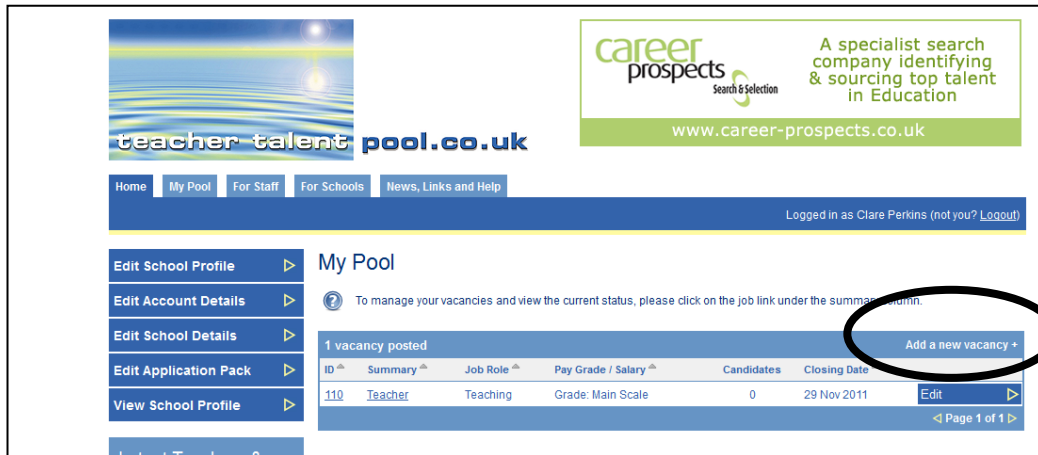 career
prospects
Search & Selection
A specialist search
company identifying
& sourcing top talent
in Education
www.career-prospects.co.uk
teacher talent pool.co.uk
Home My Pool For Staff For Schools News, Links and Help
Logged in as Clare Perkins (not you? Logout)
Edit School Profile
Edit Account Details
Edit School Details
Edit Application Pack
View School Profile
My Pool
To manage your vacancies and view the current status, please click on the job link under the summary column.
1 vacancy posted Add a new vacancy +
ID Summary Job Role Pay Grade / Salary Candidates Closing Date
110 Teacher Teaching Grade: Main Scale 0 29 Nov 2011 Edit
Page 1 of 1